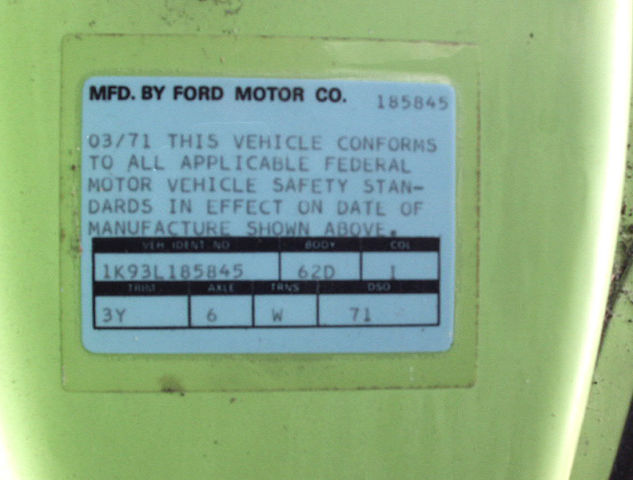 MFD. BY FORD MOTOR CO. 185845
03/71 THIS VEHICLE CONFORMS
TO ALL APPLICABLE FEDERAL
MOTOR VEHICLE SAFETY STAN-
DARDS IN EFFECT ON DATE OF
MANUFACTURE SHOWN ABOVE.
VEH IDENT NO BODY COL
1K93L185845 62D I
TRIM AXLE TRNS DSO
3Y 6 W 71